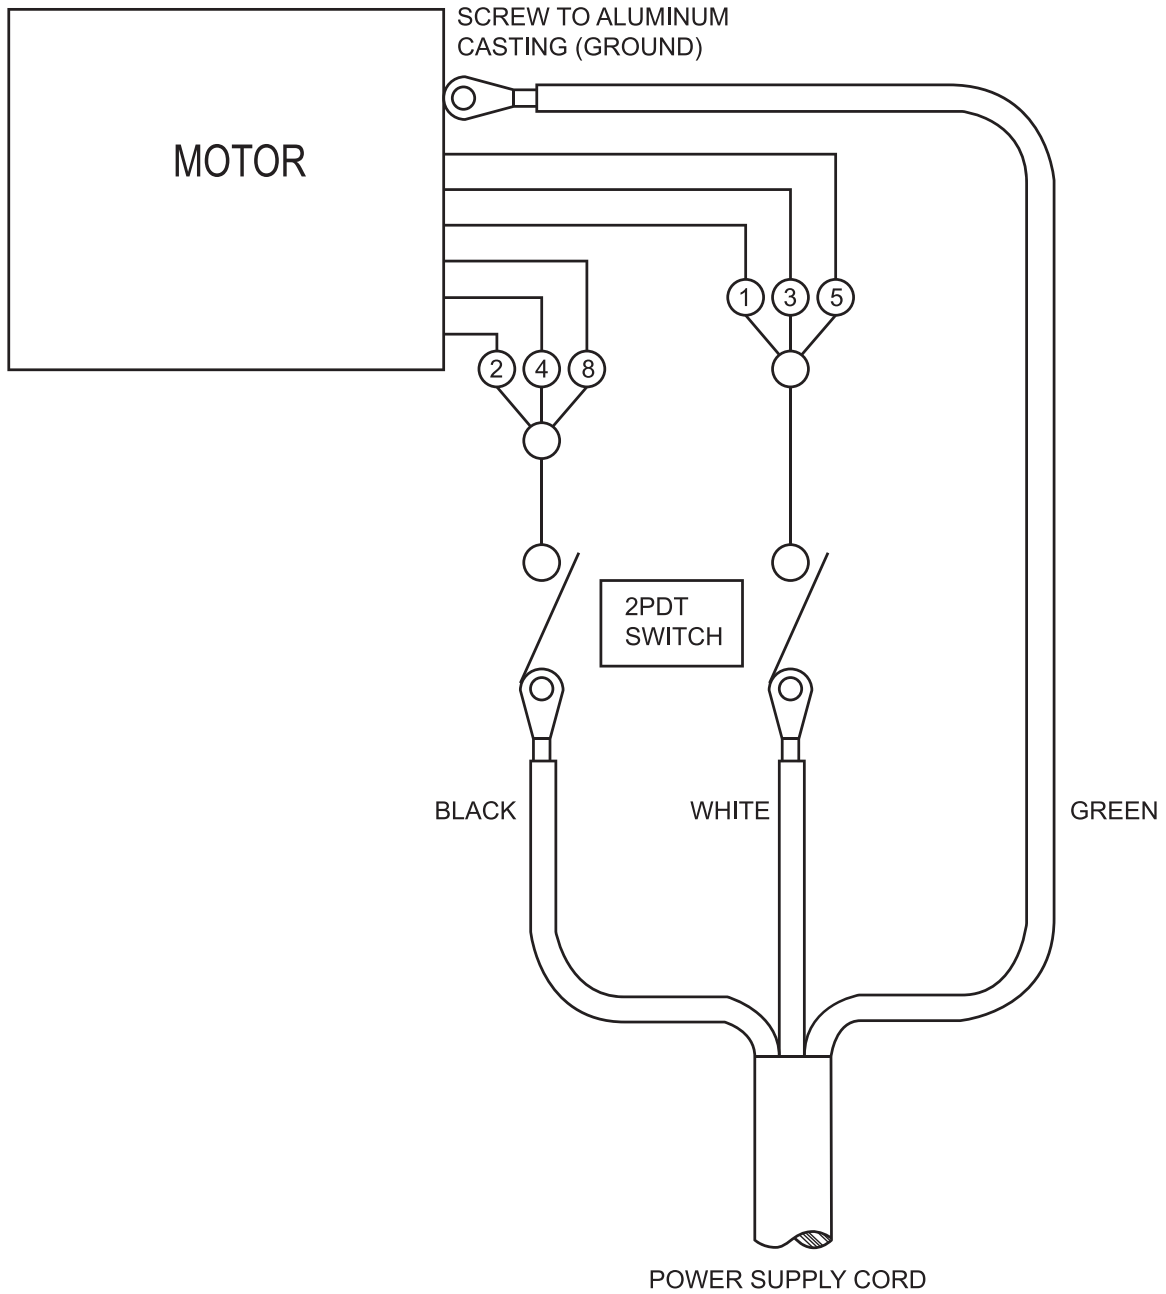 SCREW TO ALUMINUM
CASTING (GROUND)
MOTOR
1 3 5
2 4 8
2PDT
SWITCH
BLACK
WHITE
GREEN
POWER SUPPLY CORD